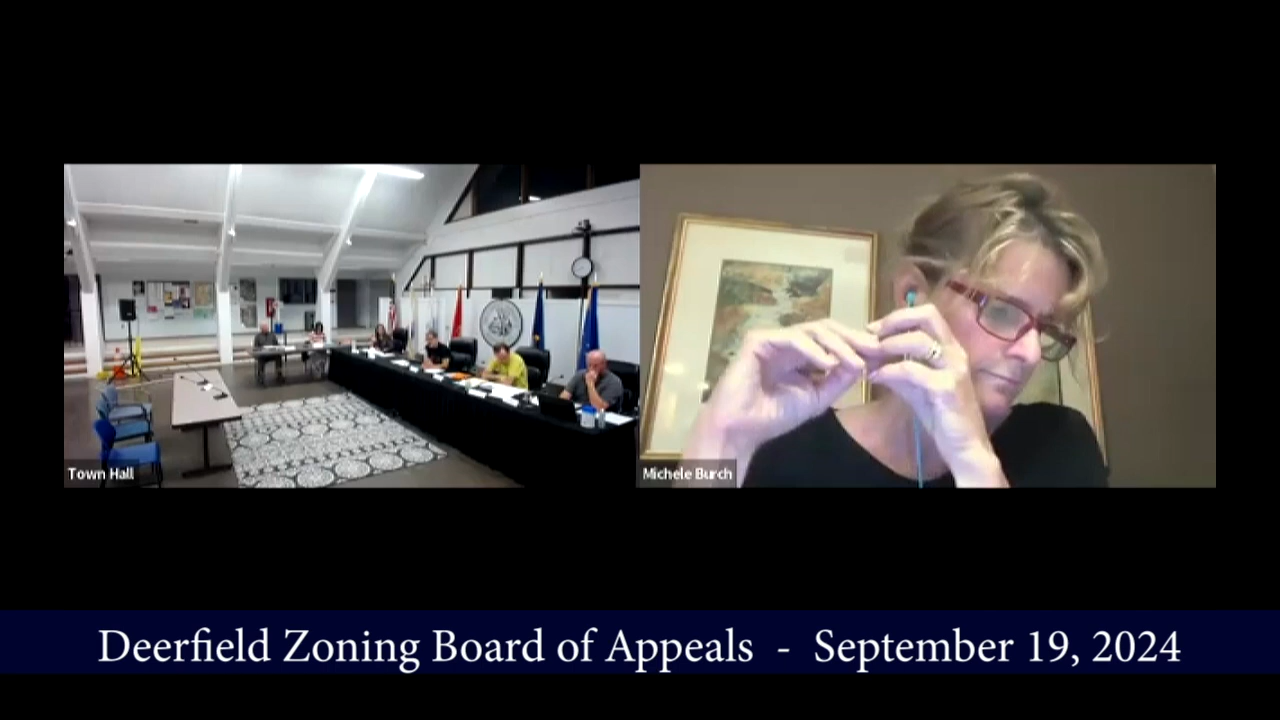 Town Hall
Michele Burch
Deerfield Zoning Board of Appeals - September 19, 2024